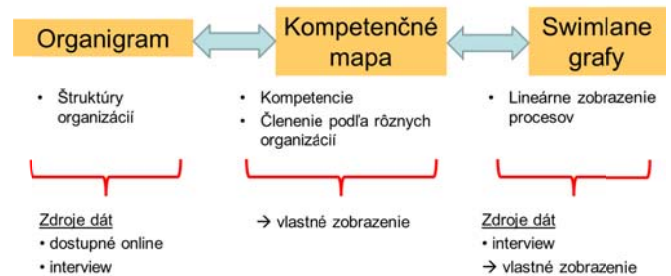 Organigram
Kompetenčné
mapa
Swimlane
grafy
• Štruktúry
organizácií
• Kompetencie
• Členenie podľa rôznych
organizácií
• Lineárne zobrazenie
procesov
Zdroje dát
• dostupné online
• interview
→ vlastné zobrazenie
Zdroje dát
• interview
→ vlastné zobrazenie